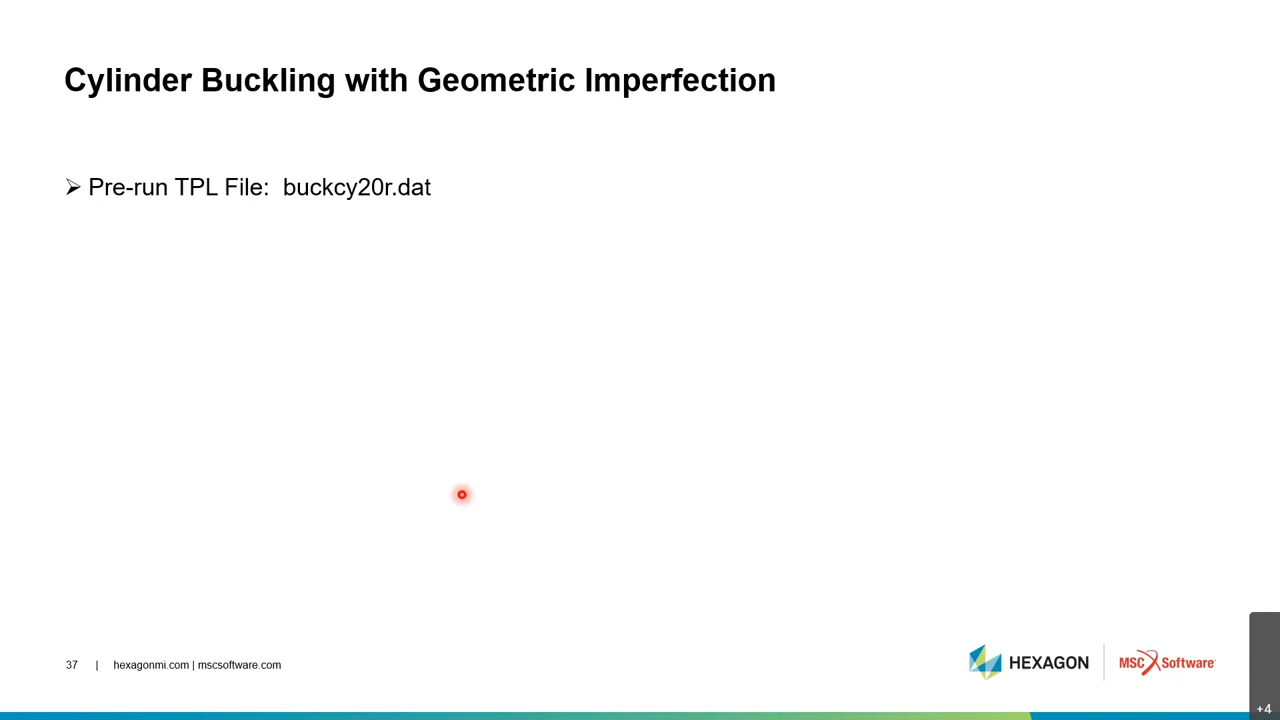 Cylinder Buckling with Geometric Imperfection
➢ Pre-run TPL File: buckcy20r.dat
37 | hexagonmi.com | mscsoftware.com
HEXAGON
MSC Software
+4